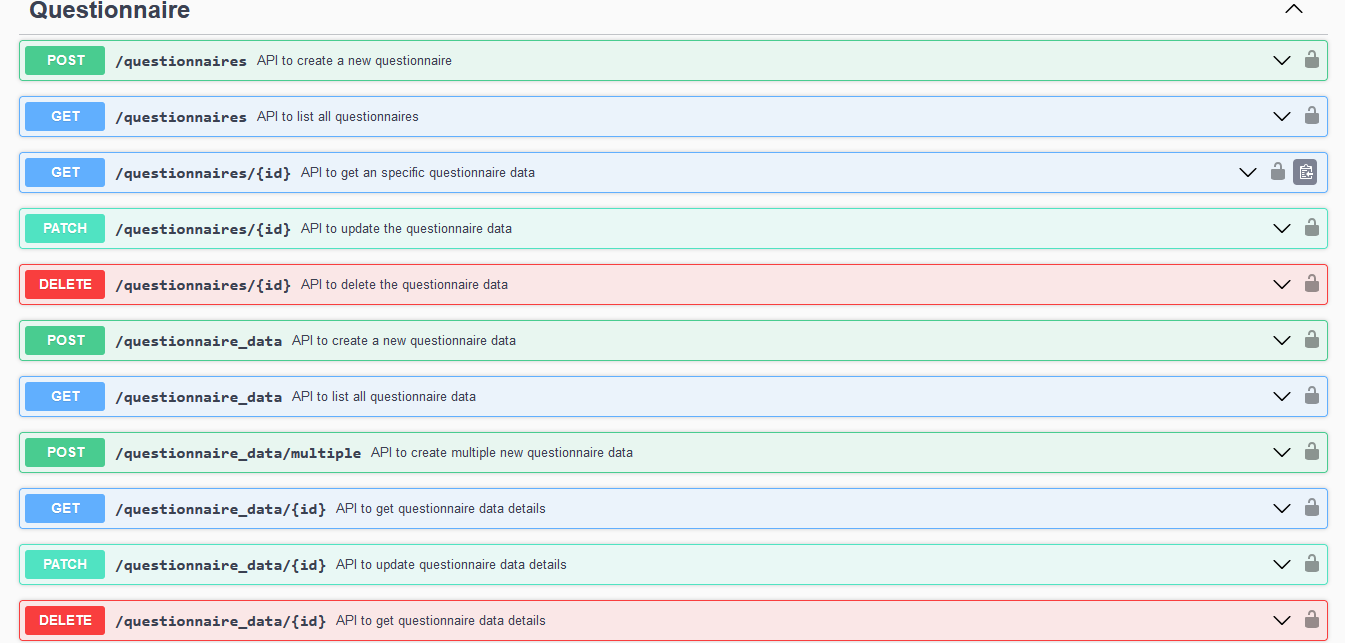 Questionnaire
POST /questionnaires API to create a new questionnaire
GET /questionnaires API to list all questionnaires
GET /questionnaires/{id} API to get an specific questionnaire data
PATCH /questionnaires/{id} API to update the questionnaire data
DELETE /questionnaires/{id} API to delete the questionnaire data
POST /questionnaire_data API to create a new questionnaire data
GET /questionnaire_data API to list all questionnaire data
POST /questionnaire_data/multiple API to create multiple new questionnaire data
GET /questionnaire_data/{id} API to get questionnaire data details
PATCH /questionnaire_data/{id} API to update questionnaire data details
DELETE /questionnaire_data/{id} API to get questionnaire data details